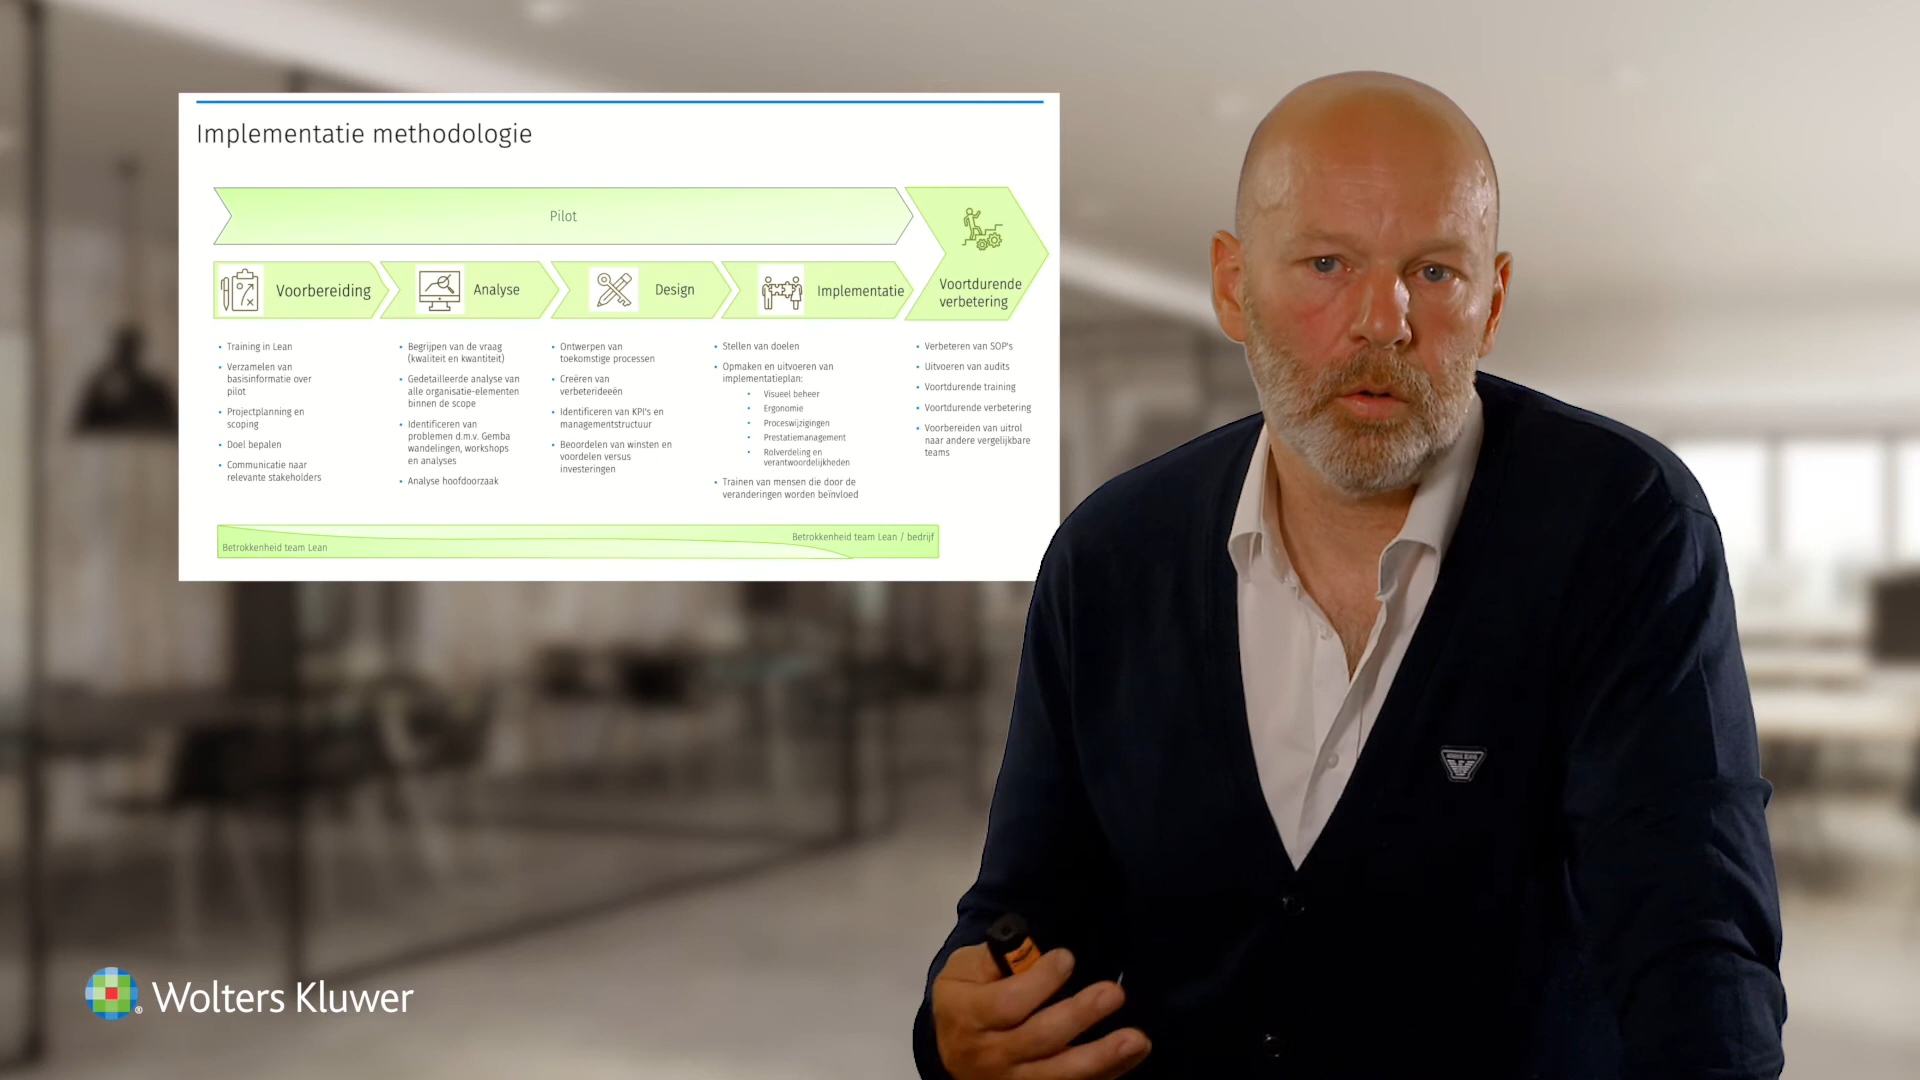 Implementatie methodologie
Pilot
Voorbereiding
Analyse
Design
Implementatie
Voortdurende
verbetering
• Training in Lean
• Verzamelen van
basisinformatie over
pilot
• Projectplanning en
scoping
• Doel bepalen
• Communicatie naar
relevante stakeholders
• Begrijpen van de vraag
(kwaliteit en kwantiteit)
• Gedetailleerde analyse van
alle organisatie-elementen
binnen de scope
• Identificeren van
problemen d.m.v. Gemba
wandelingen, workshops
en analyses
• Analyse hoofdoorzaak
• Ontwerpen van
toekomstige processen
• Creëren van
verbeterideeën
• Identificeren van KPI's en
managementstructuur
• Beoordelen van winsten en
voordelen versus
investeringen
• Stellen van doelen
• Opmaken en uitvoeren van
implementatieplan:
• Visueel beheer
• Ergonomie
• Proceswijzigingen
• Prestatiemanagement
• Rolverdeling en
verantwoordelijkheden
• Trainen van mensen die door de
veranderingen worden beïnvloed
• Verbeteren van SOP's
• Uitvoeren van audits
• Voortdurende training
• Voortdurende verbetering
• Voorbereiden van uitrol
naar andere vergelijkbare
teams
Betrokkenheid team Lean
Betrokkenheid team Lean / bedrijf
Wolters Kluwer